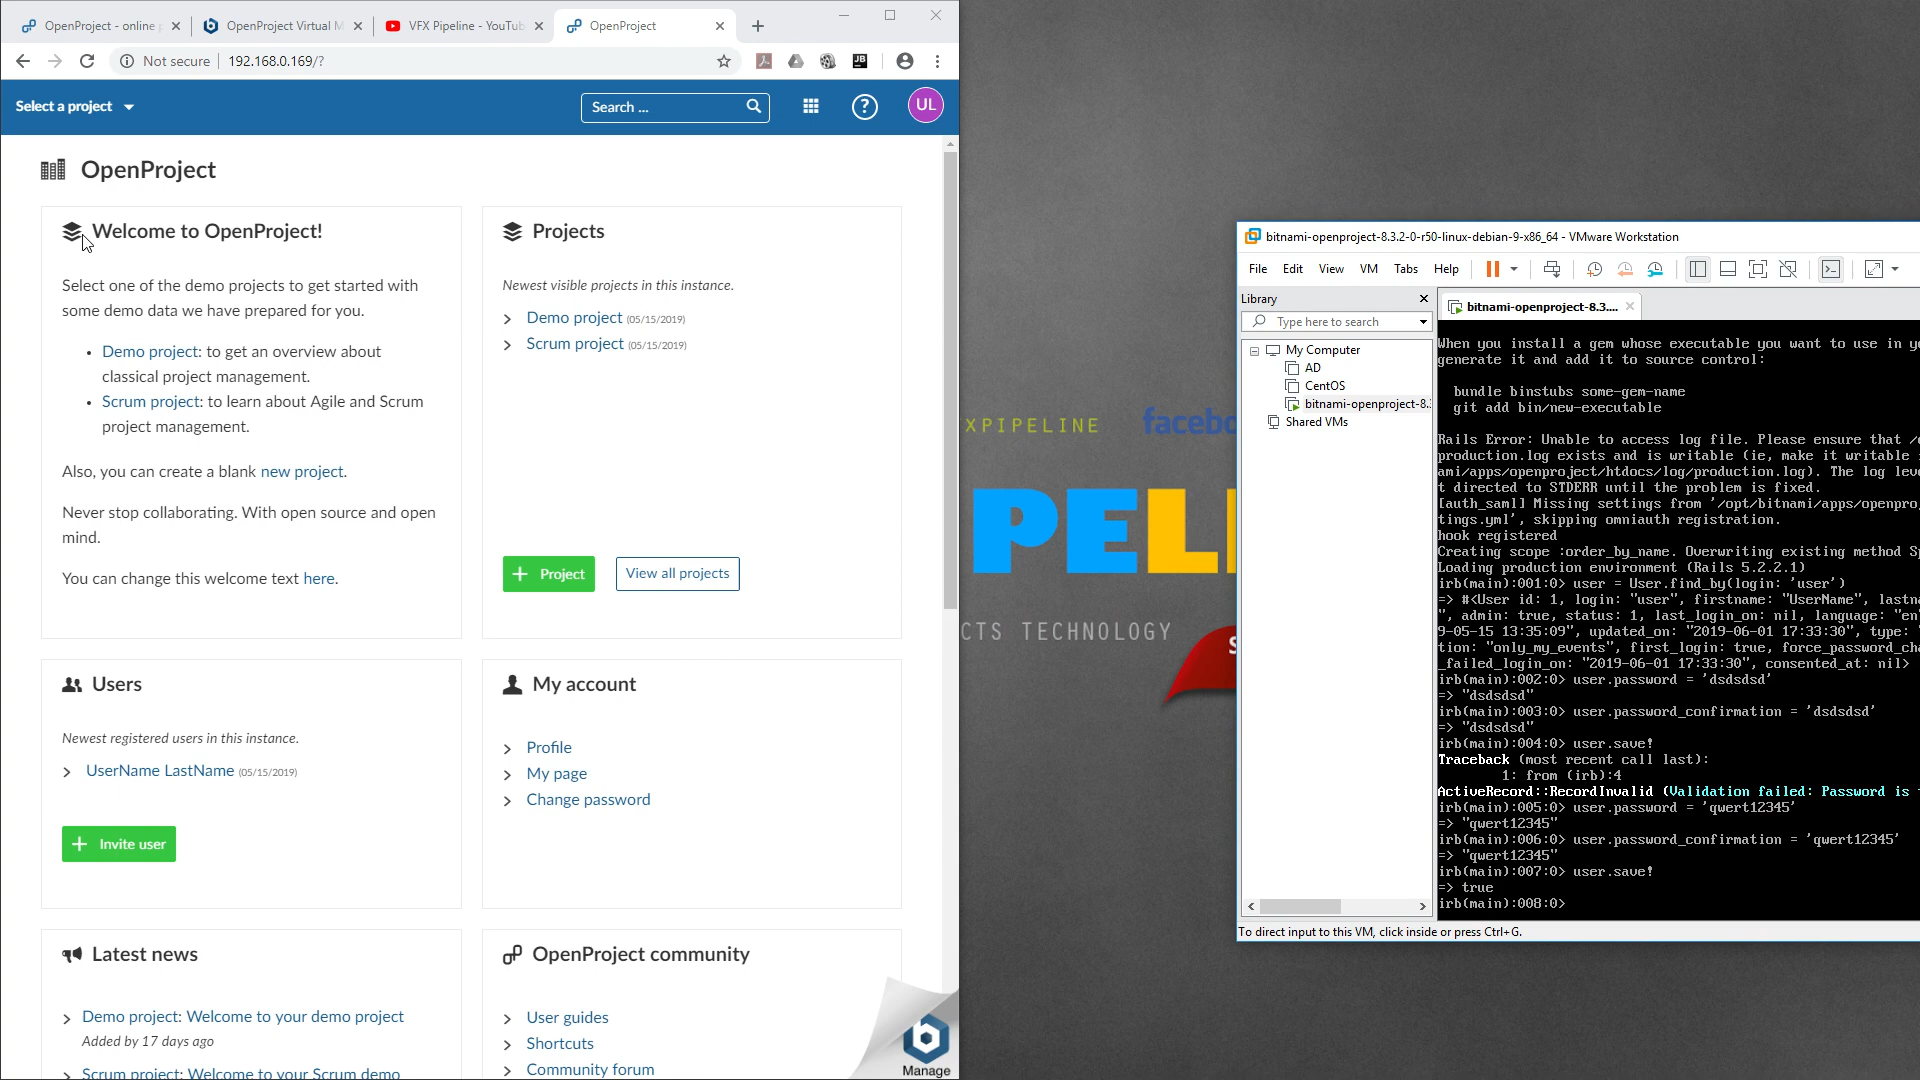 OpenProject - online p
OpenProject Virtual M
VFX Pipeline - YouTub
OpenProject
Not secure
192.168.0.169/?
JB
Select a project
Search ...
?
UL
OpenProject
Welcome to OpenProject!
Select one of the demo projects to get started with
some demo data we have prepared for you.
Demo project: to get an overview about
classical project management.
Scrum project: to learn about Agile and Scrum
project management.
Also, you can create a blank new project.
Never stop collaborating. With open source and open
mind.
You can change this welcome text here.
Projects
Newest visible projects in this instance.
Demo project (05/15/2019)
Scrum project (05/15/2019)
+ Project
View all projects
Users
Newest registered users in this instance.
UserName LastName (05/15/2019)
+ Invite user
My account
Profile
My page
Change password
Latest news
Demo project: Welcome to your demo project
Added by 17 days ago
Scrum project: Welcome to your Scrum demo
OpenProject community
User guides
Shortcuts
Community forum
b
Manage
XPIPELINE
facebo
PEL
CTS TECHNOLOGY
S
bitnami-openproject-8.3.2-0-r50-linux-debian-9-x86_64 - VMware Workstation
File Edit View VM Tabs Help
Library
Type here to search
My Computer
AD
CentOS
bitnami-openproject-8.3
Shared VMs
bitnami-openproject-8.3....
When you install a gem whose executable you want to use in yo
generate it and add it to source control:
bundle binstubs some-gem-name
git add bin/new-executable
Rails Error: Unable to access log file. Please ensure that /o
production.log exists and is writable (ie, make it writable f
ami/apps/openproject/htdocs/log/production.log). The log leve
t directed to STDERR until the problem is fixed.
[auth_saml] Missing settings from '/opt/bitnami/apps/openproj
tings.yml', skipping omniauth registration.
hook registered
Creating scope :order_by_name. Overwriting existing method Sp
Loading production environment (Rails 5.2.2.1)
irb(main):001:0> user = User.find_by(login: 'user')
=> #<User id: 1, login: "user", firstname: "UserName", lastna
", admin: true, status: 1, last_login_on: nil, language: "en"
9-05-15 13:35:09", updated_on: "2019-06-01 17:33:30", type: "
tion: "only_my_events", first_login: true, force_password_cha
_failed_login_on: "2019-06-01 17:33:30", consented_at: nil>
irb(main):002:0> user.password = 'dsdsdsd'
=> "dsdsdsd"
irb(main):003:0> user.password_confirmation = 'dsdsdsd'
=> "dsdsdsd"
irb(main):004:0> user.save!
Traceback (most recent call last):
1: from (irb):4
ActiveRecord::RecordInvalid (Validation failed: Password is t
irb(main):005:0> user.password = 'qwert12345'
=> "qwert12345"
irb(main):006:0> user.password_confirmation = 'qwert12345'
=> "qwert12345"
irb(main):007:0> user.save!
=> true
irb(main):008:0>
To direct input to this VM, click inside or press Ctrl+G.